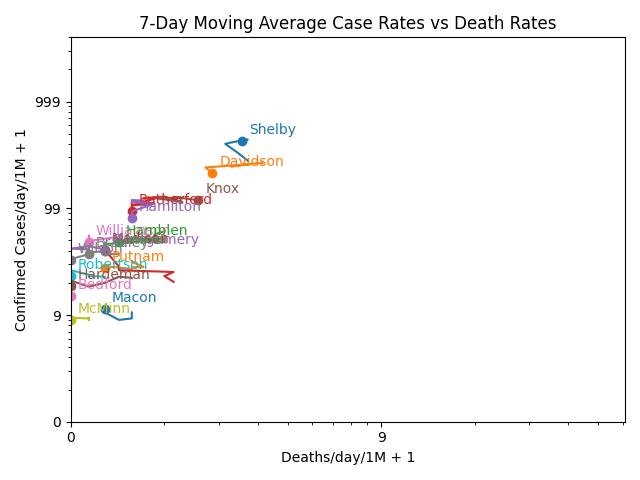 7-Day Moving Average Case Rates vs Death Rates
999
Shelby
Davidson
Knox
Rutherford
99
Hamilton
Hamblen
Putnam
Robertson
Hardeman
Bedford
Macon
9
McMinn
0
0
9
Confirmed Cases/day/1M + 1
Deaths/day/1M + 1